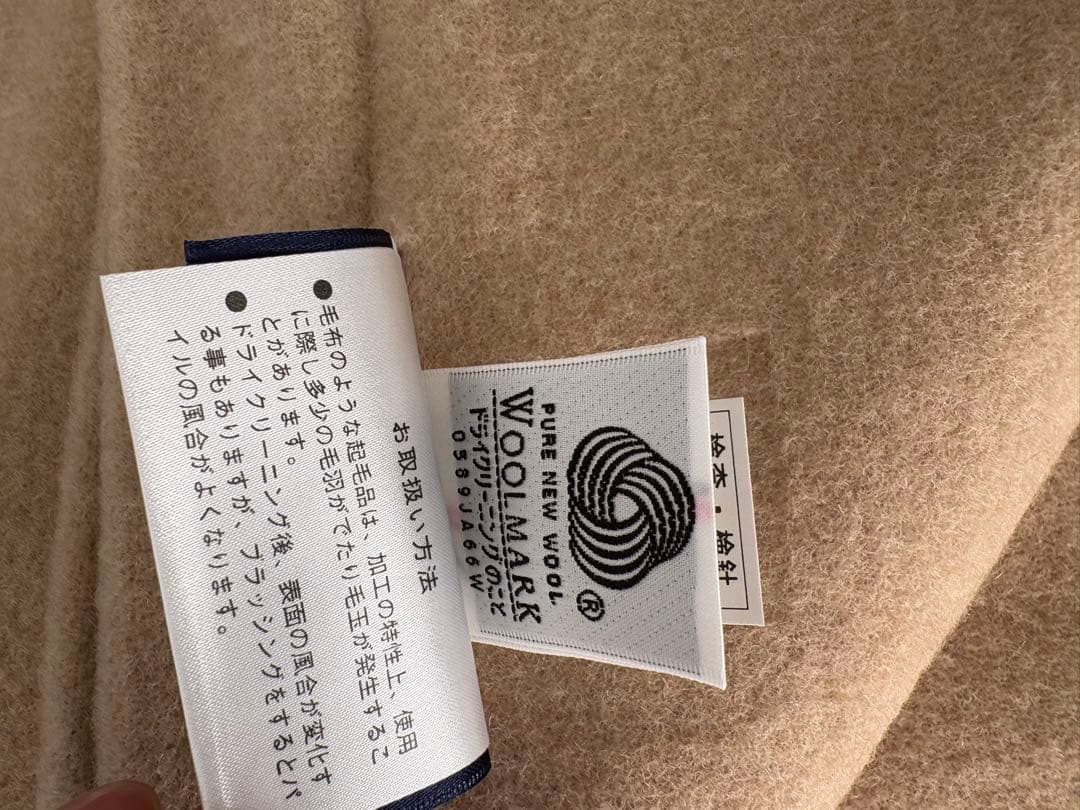 お取扱い方法
●毛布のような起毛品は、加工の特性上、使用
に際し多少の毛羽がでたり毛玉が発生するこ
とがあります。
●ドライクリーニング後、表面の風合が変化す
る事もありますが、ブラッシングをするとパ
イルの風合がよくなります。
®
PURE NEW WOOL
WOOLMARK
ドライクリーニングのこと
0589JA66W
検査・検針